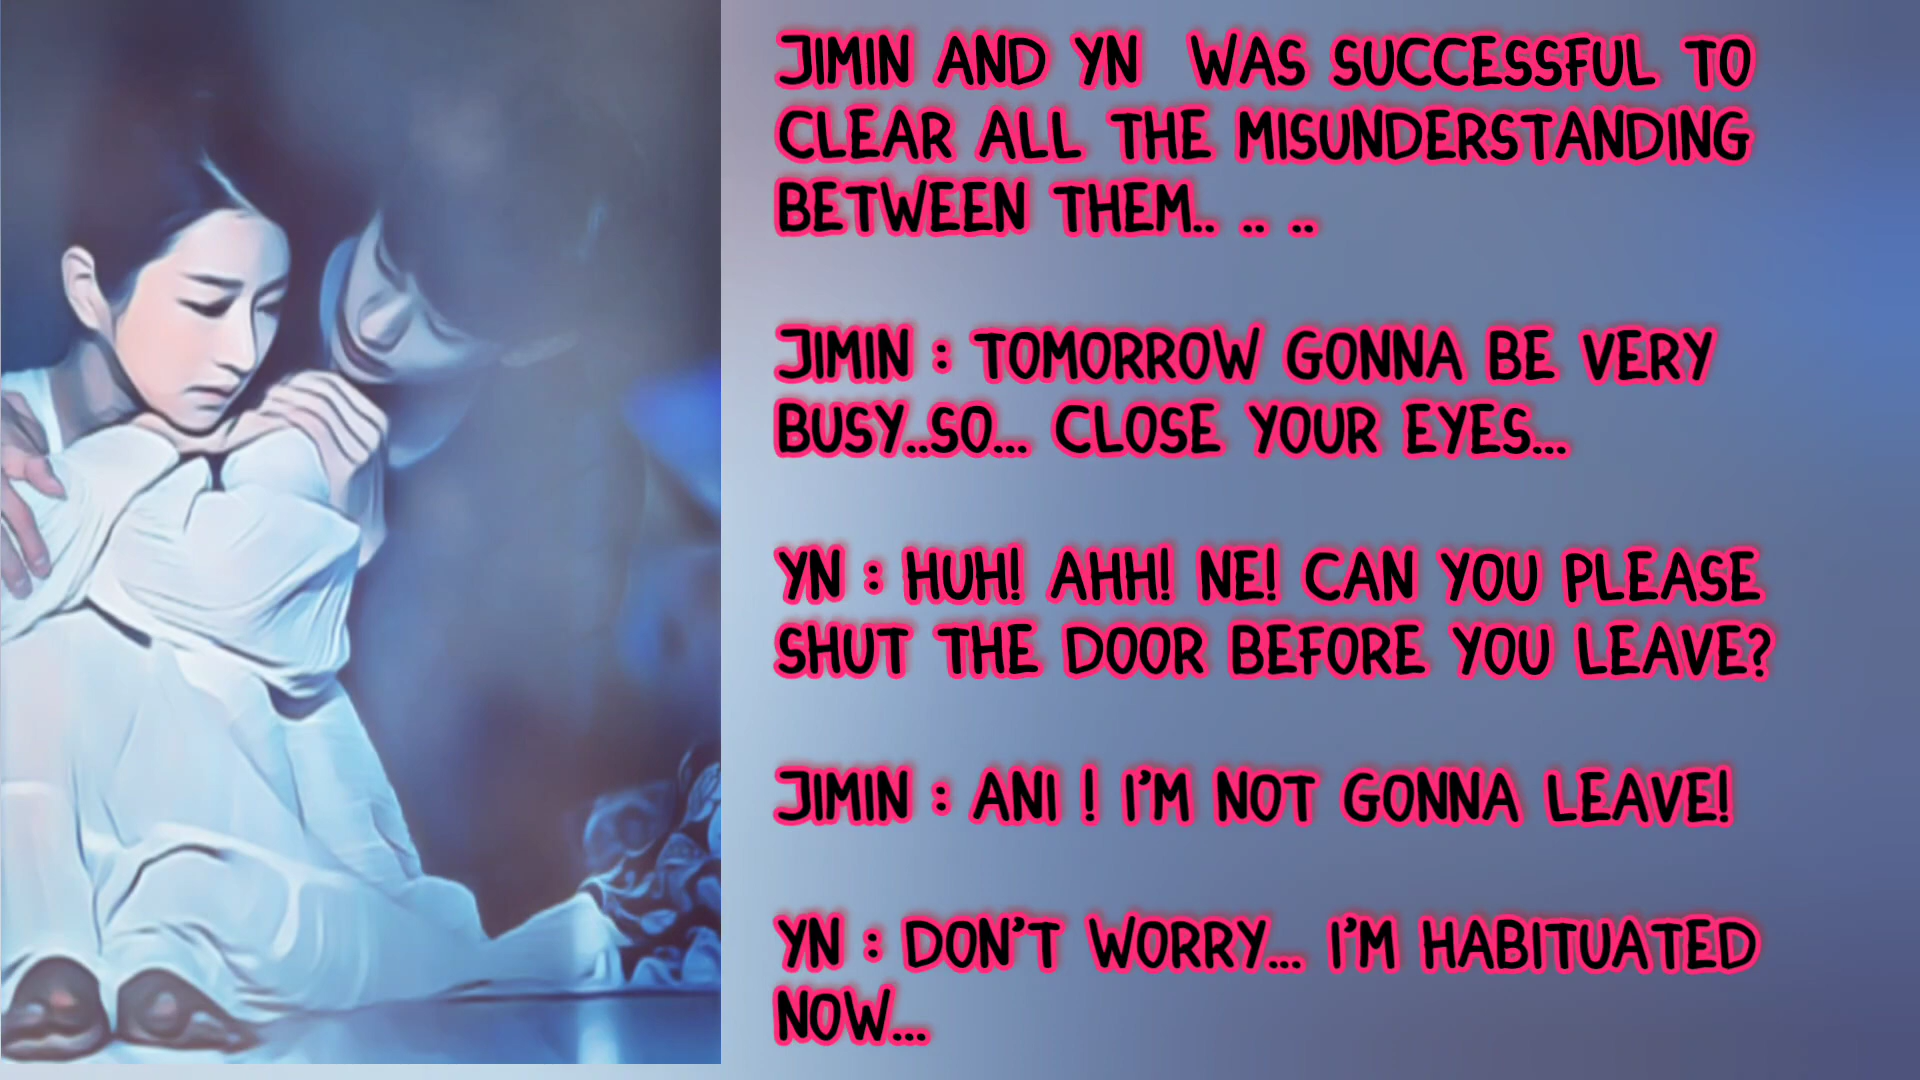 JIMIN AND YN WAS SUCCESSFUL TO
CLEAR ALL THE MISUNDERSTANDING
BETWEEN THEM.. .. ..
JIMIN : TOMORROW GONNA BE VERY
BUSY..SO... CLOSE YOUR EYES...
YN : HUH! AHH! NE! CAN YOU PLEASE
SHUT THE DOOR BEFORE YOU LEAVE?
JIMIN : ANI ! I'M NOT GONNA LEAVE!
YN : DON'T WORRY... I'M HABITUATED
NOW...